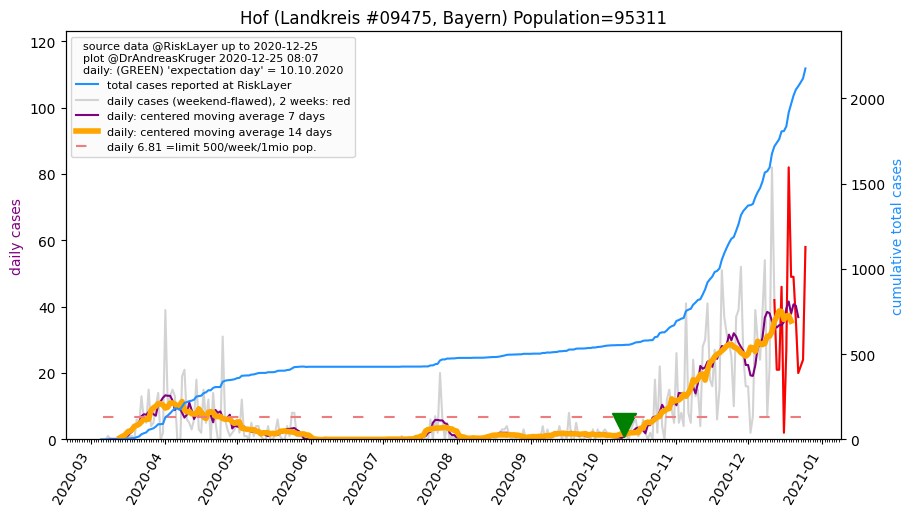 Hof (Landkreis #09475, Bayern) Population=95311
source data @RiskLayer up to 2020-12-25
plot @DrAndreasKruger 2020-12-25 08:07
daily: (GREEN) 'expectation day' = 10.10.2020
total cases reported at RiskLayer
daily cases (weekend-flawed), 2 weeks: red
daily: centered moving average 7 days
daily: centered moving average 14 days
daily 6.81 =limit 500/week/1mio pop.
daily cases
120
100
80
60
40
20
0
cumulative total cases
2000
1500
1000
500
0
2020-03
2020-04
2020-05
2020-06
2020-07
2020-08
2020-09
2020-10
2020-11
2020-12
2021-01